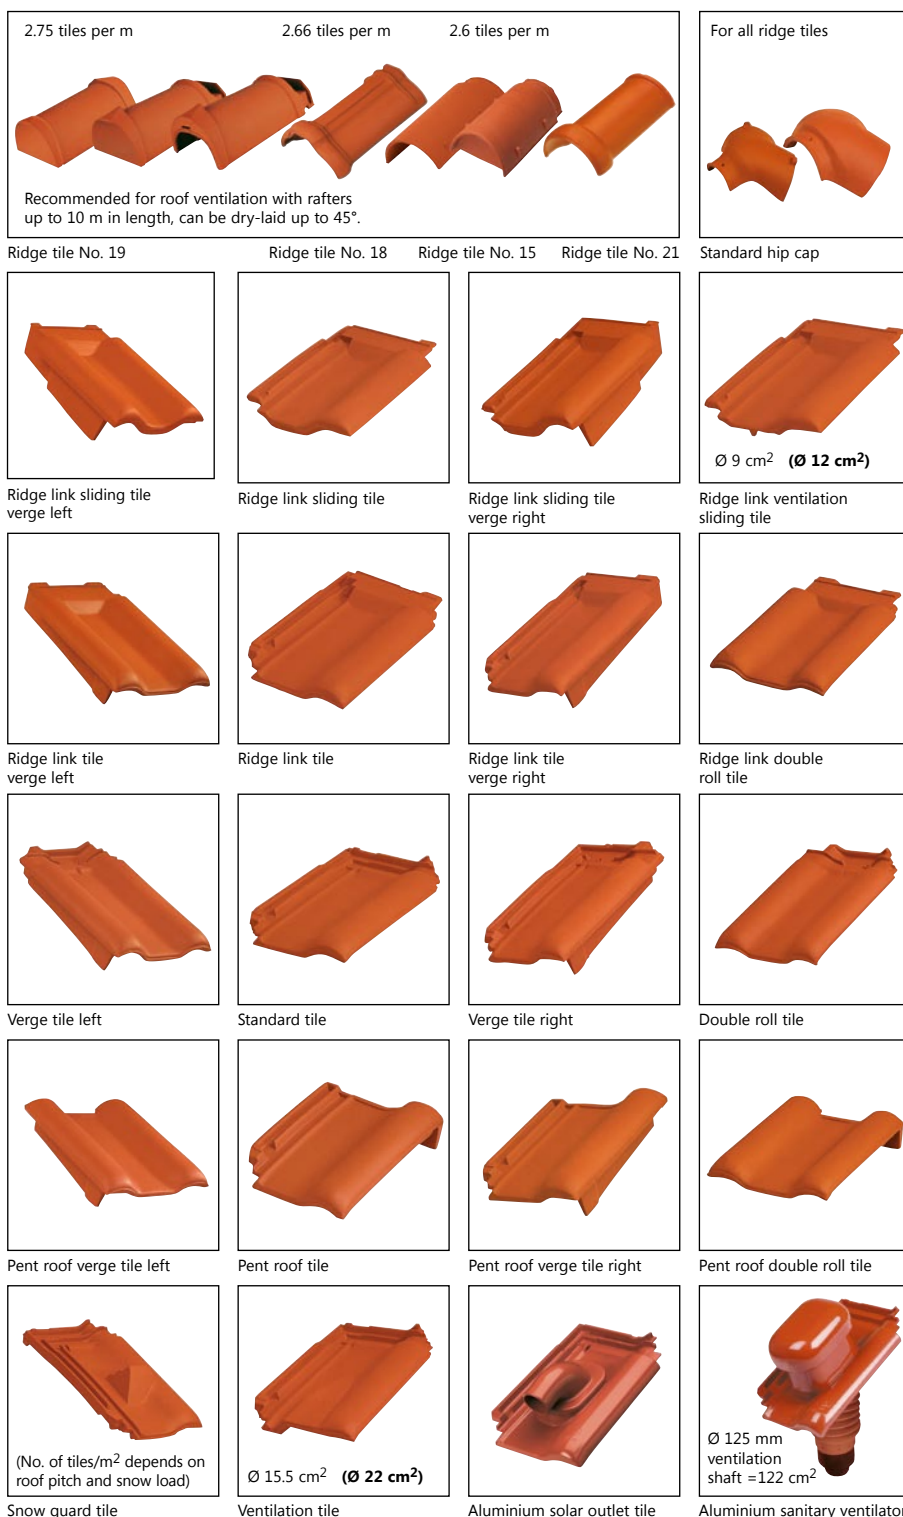 2.75 tiles per m
2.66 tiles per m
2.6 tiles per m
For all ridge tiles
Recommended for roof ventilation with rafters
up to 10 m in length, can be dry-laid up to 45°.
Ridge tile No. 19
Ridge tile No. 18
Ridge tile No. 15
Ridge tile No. 21
Standard hip cap
Ø 9 cm² (Ø 12 cm²)
Ridge link sliding tile
verge left
Ridge link sliding tile
Ridge link sliding tile
verge right
Ridge link ventilation
sliding tile
Ridge link tile
verge left
Ridge link tile
Ridge link tile
verge right
Ridge link double
roll tile
Verge tile left
Standard tile
Verge tile right
Double roll tile
Pent roof verge tile left
Pent roof tile
Pent roof verge tile right
Pent roof double roll tile
(No. of tiles/m² depends on
roof pitch and snow load)
Ø 15.5 cm² (Ø 22 cm²)
Ø 125 mm
ventilation
shaft =122 cm²
Snow guard tile
Ventilation tile
Aluminium solar outlet tile
Aluminium sanitary ventilator